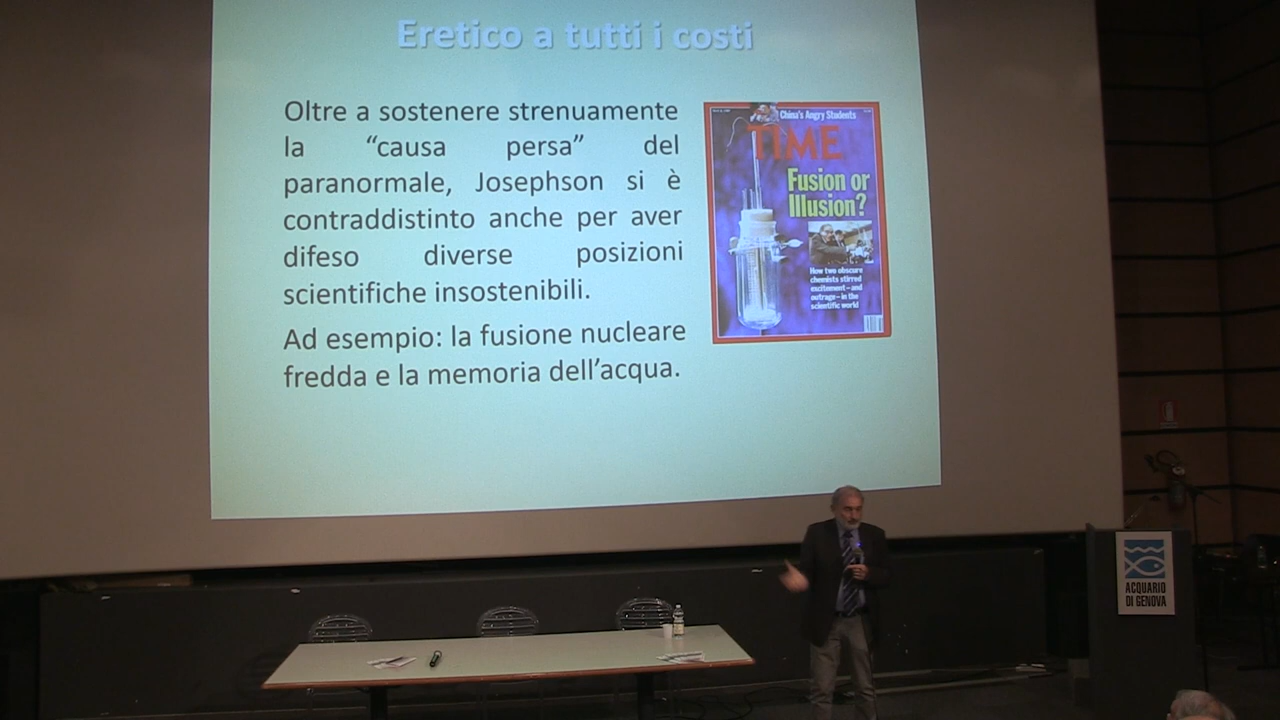 Eretico a tutti i costi
Oltre a sostenere strenuamente
la “causa persa” del
paranormale, Josephson si è
contraddistinto anche per aver
difeso diverse posizioni
scientifiche insostenibili.
Ad esempio: la fusione nucleare
fredda e la memoria dell’acqua.
China's Angry Students
TIME
Fusion or
Illusion?
How two obscure
chemists stirred
excitement—and
outrage—in the
scientific world
ACQUARIO
DI GENOVA